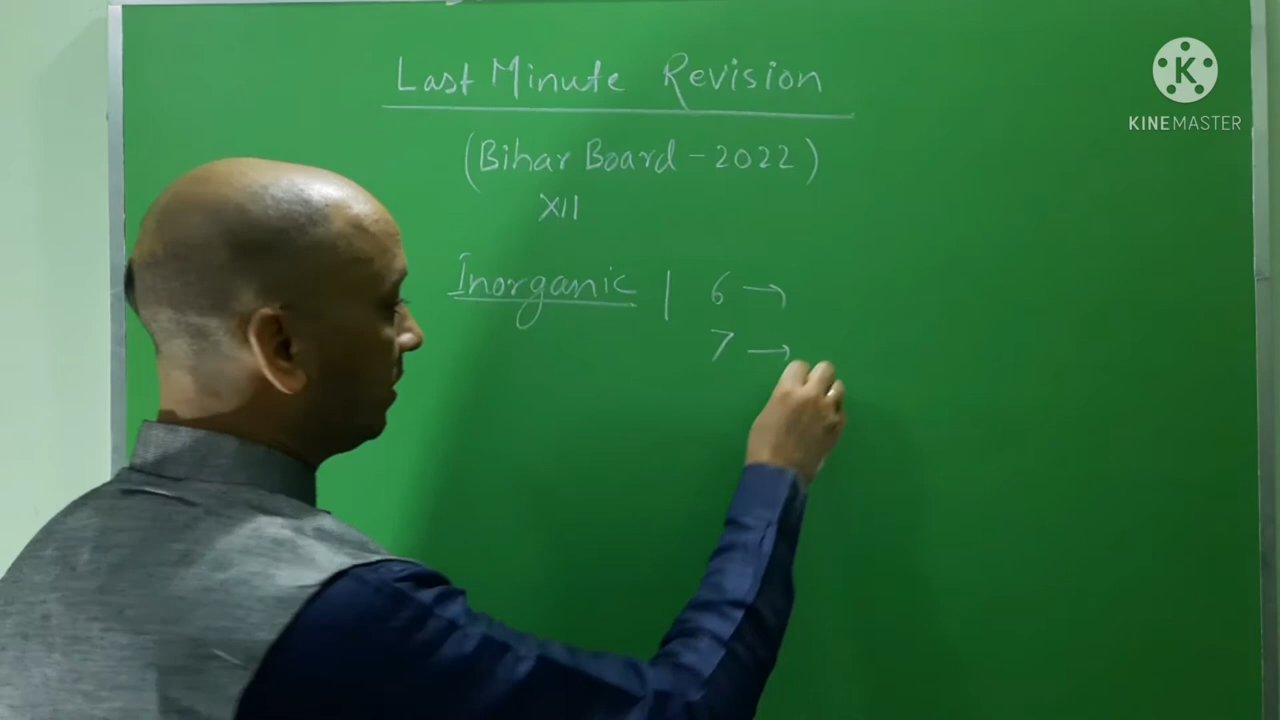 Last Minute Revision
(Bihar Board - 2022)
XII
Inorganic | 6 →
7 →
K
KINEMASTER